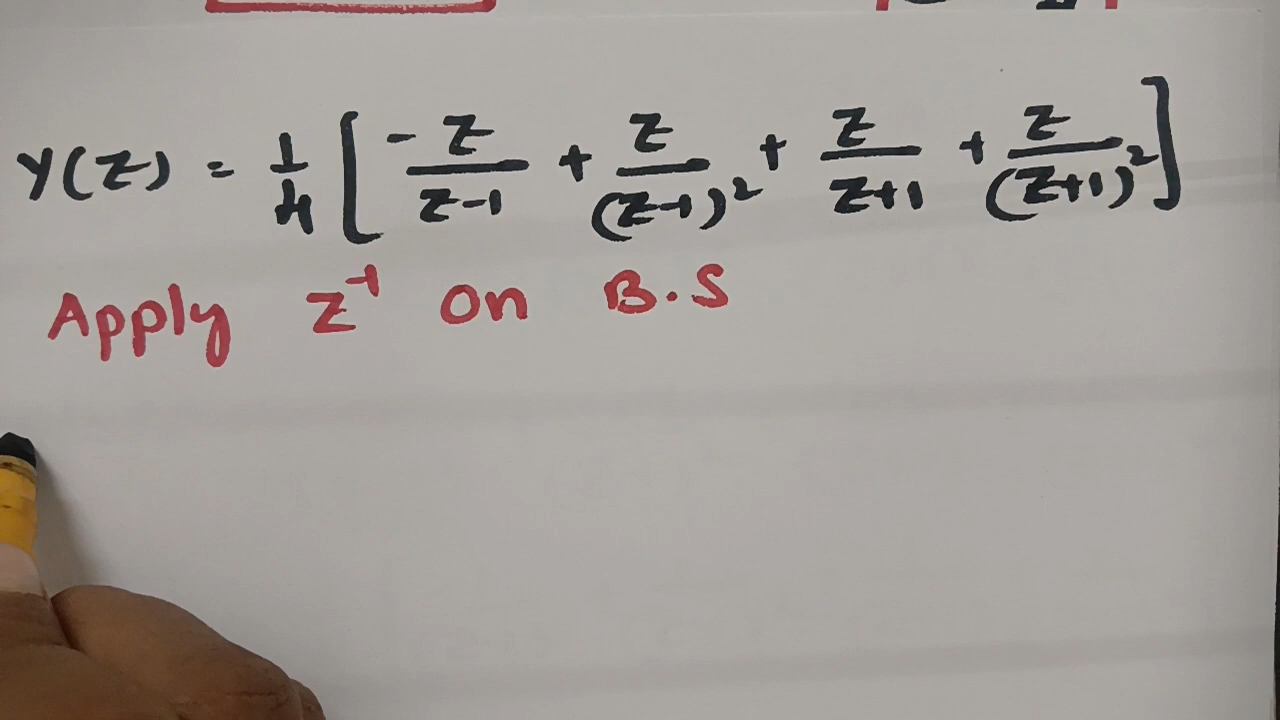 Y(Z) = 1/4 [ -Z/Z-1 + Z/(Z-1)² + Z/Z+1 + Z/(Z+1)² ]
Apply Z⁻¹ on B.S